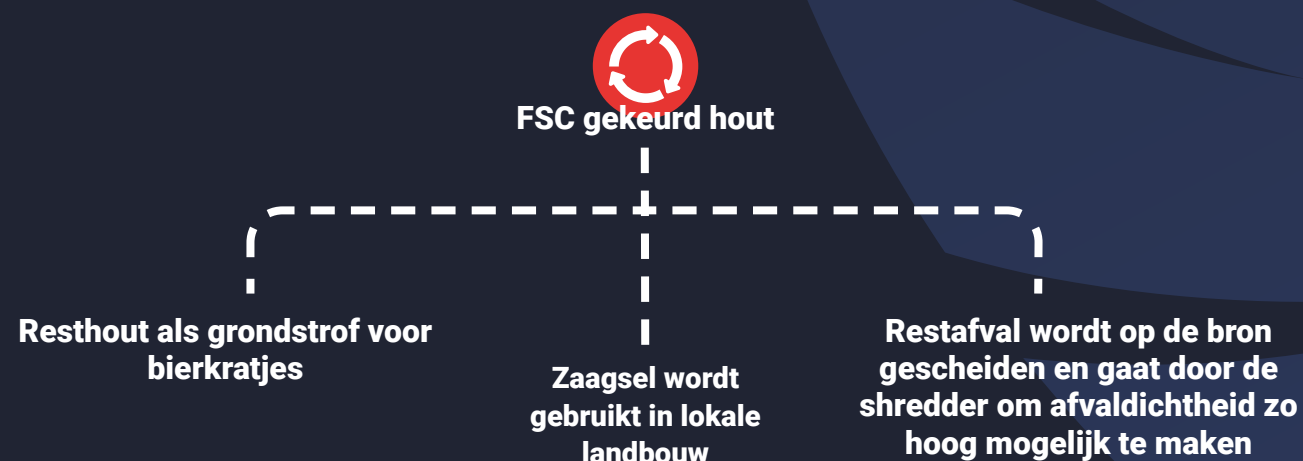 FSC gekeurd hout
Resthout als grondstrof voor
bierkratjes
Zaagsel wordt
gebruikt in lokale
landbouw
Restafval wordt op de bron
gescheiden en gaat door de
shredder om afvaldichtheid zo
hoog mogelijk te maken